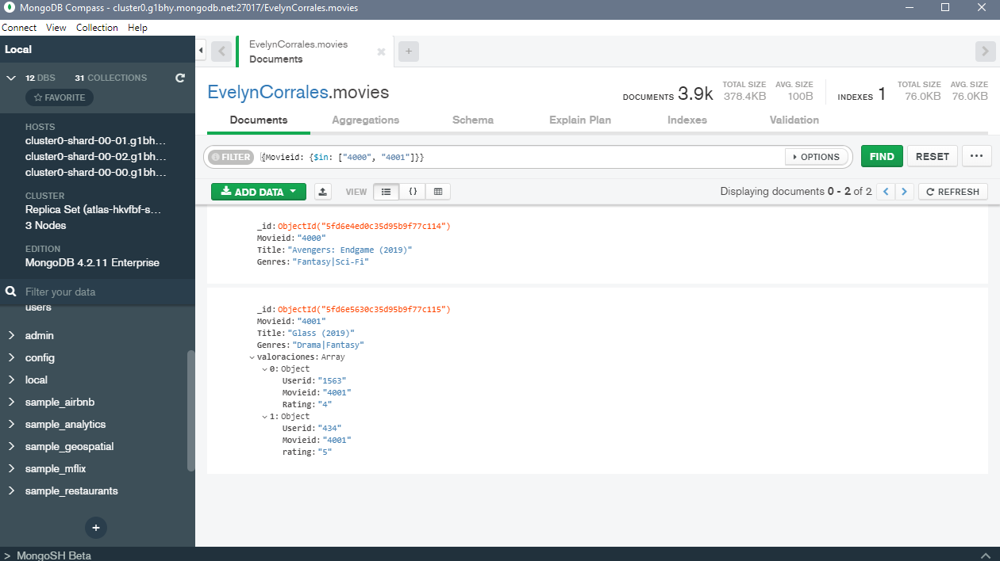 MongoDB Compass - cluster0.g1bhy.mongodb.net:27017/EvelynCorrales.movies
Connect View Collection Help
Local
12 DBS 31 COLLECTIONS
FAVORITE
HOSTS
cluster0-shard-00-01.g1bh...
cluster0-shard-00-02.g1bh...
cluster0-shard-00-00.g1bh...
CLUSTER
Replica Set (atlas-hkvfbf-s...
3 Nodes
EDITION
MongoDB 4.2.11 Enterprise
Filter your data
users
admin
config
local
sample_airbnb
sample_analytics
sample_geospatial
sample_mflix
sample_restaurants
+
EvelynCorrales.movies
Documents
+
EvelynCorrales.movies
DOCUMENTS 3.9k
TOTAL SIZE 378.4KB
AVG. SIZE 100B
INDEXES 1
TOTAL SIZE 76.0KB
AVG. SIZE 76.0KB
Documents Aggregations Schema Explain Plan Indexes Validation
FILTER {Movieid: {$in: ["4000", "4001"]}} OPTIONS FIND RESET ...
ADD DATA VIEW {} Displaying documents 0 - 2 of 2 < > REFRESH
_id: ObjectId("5fd6e4ed0c35d95b9f77c114")
Movieid: "4000"
Title: "Avengers: Endgame (2019)"
Genres: "Fantasy|Sci-Fi"
_id: ObjectId("5fd6e5630c35d95b9f77c115")
Movieid: "4001"
Title: "Glass (2019)"
Genres: "Drama|Fantasy"
valoraciones: Array
0: Object
Userid: "1563"
Movieid: "4001"
Rating: "4"
1: Object
Userid: "434"
Movieid: "4001"
rating: "5"
> MongoSH Beta